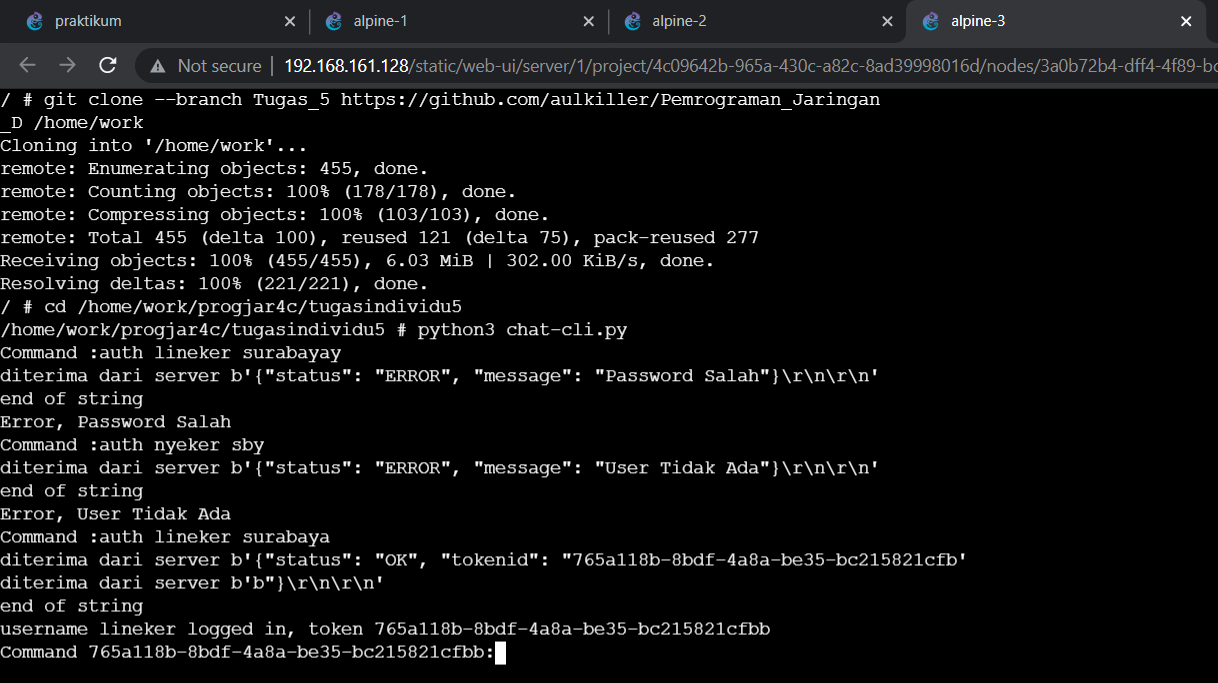 praktikum
alpine-1
alpine-2
alpine-3
Not secure | 192.168.161.128/static/web-ui/server/1/project/4c09642b-965a-430c-a82c-8ad39998016d/nodes/3a0b72b4-dff4-4f89-bc
/ # git clone --branch Tugas_5 https://github.com/aulkiller/Pemrograman_Jaringan
_D /home/work
Cloning into '/home/work'...
remote: Enumerating objects: 455, done.
remote: Counting objects: 100% (178/178), done.
remote: Compressing objects: 100% (103/103), done.
remote: Total 455 (delta 100), reused 121 (delta 75), pack-reused 277
Receiving objects: 100% (455/455), 6.03 MiB | 302.00 KiB/s, done.
Resolving deltas: 100% (221/221), done.
/ # cd /home/work/progjar4c/tugasindividu5
/home/work/progjar4c/tugasindividu5 # python3 chat-cli.py
Command :auth lineker surabayay
diterima dari server b'{"status": "ERROR", "message": "Password Salah"}\r\n\r\n'
end of string
Error, Password Salah
Command :auth nyeker sby
diterima dari server b'{"status": "ERROR", "message": "User Tidak Ada"}\r\n\r\n'
end of string
Error, User Tidak Ada
Command :auth lineker surabaya
diterima dari server b'{"status": "OK", "tokenid": "765a118b-8bdf-4a8a-be35-bc215821cfb'
diterima dari server b'b"}\r\n\r\n'
end of string
username lineker logged in, token 765a118b-8bdf-4a8a-be35-bc215821cfbb
Command 765a118b-8bdf-4a8a-be35-bc215821cfbb: